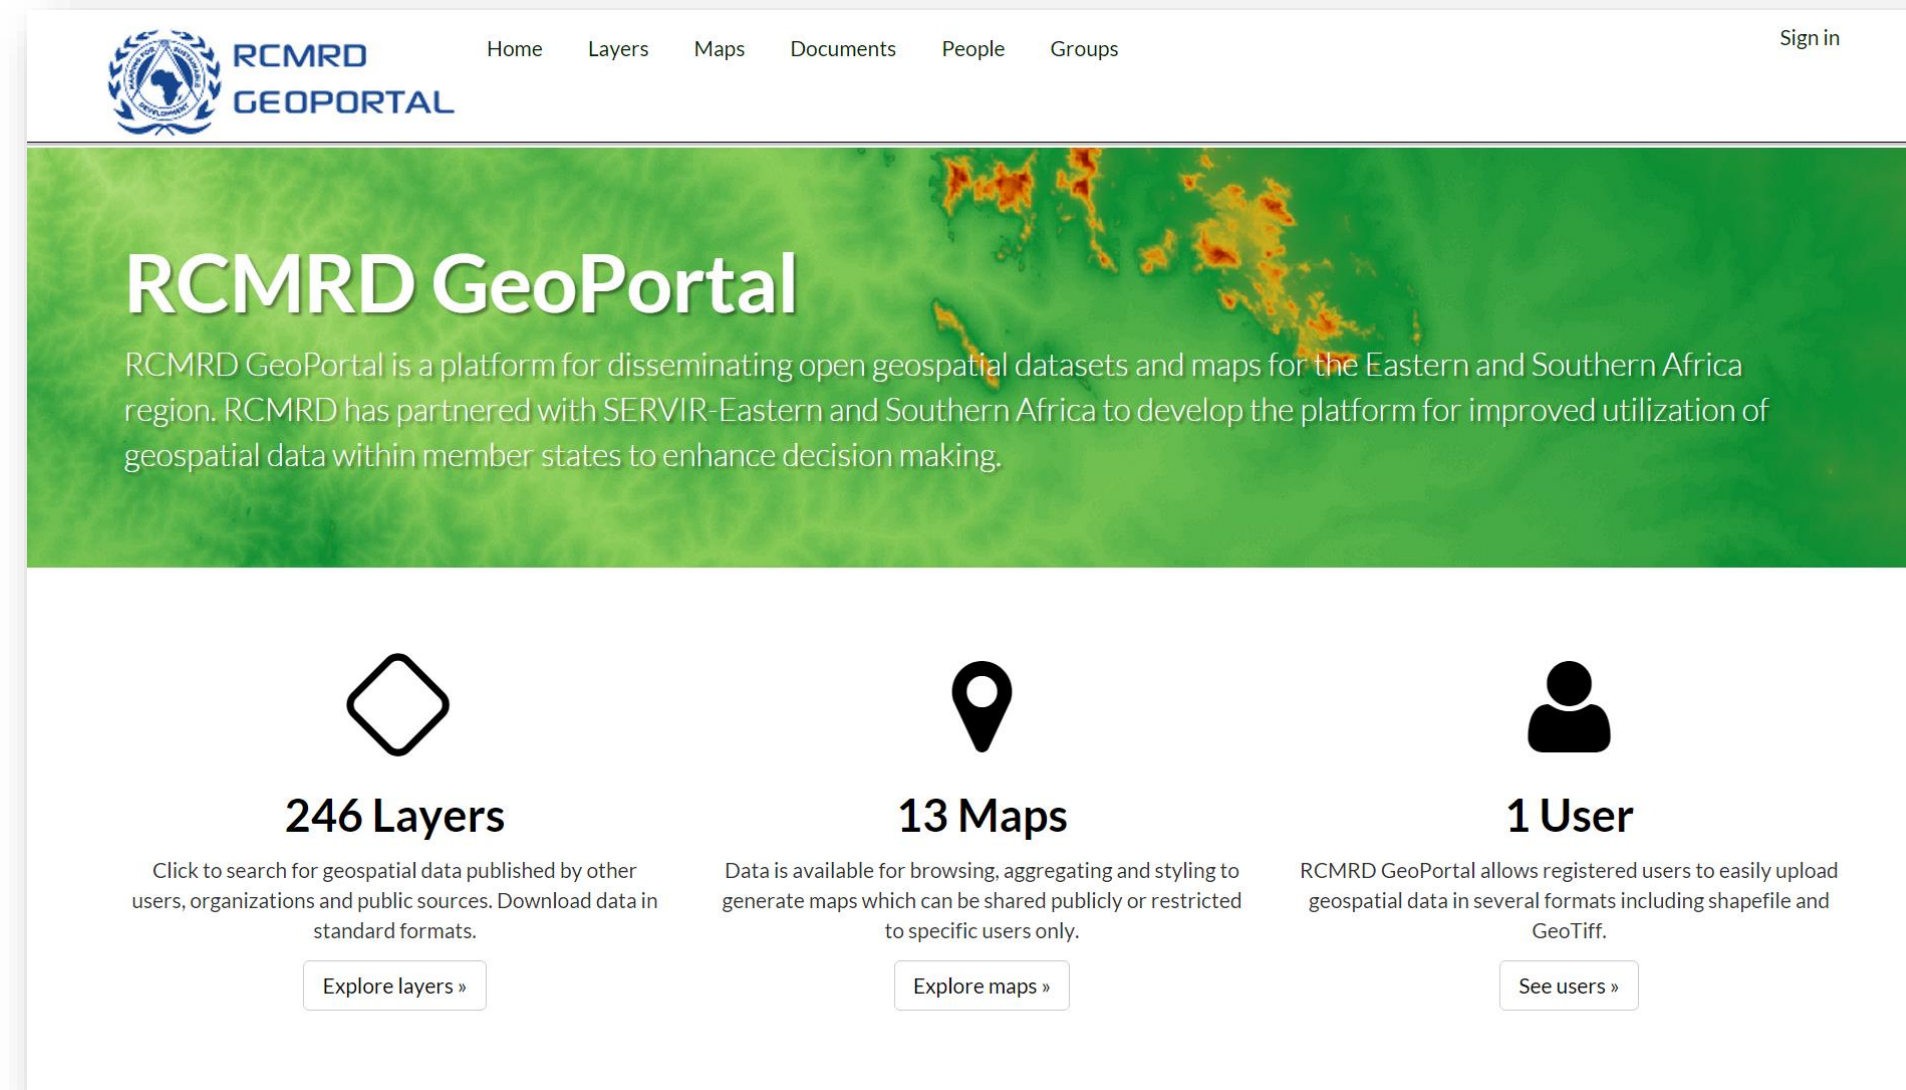 RCMRD
GEOPORTAL
Home Layers Maps Documents People Groups
Sign in
RCMRD GeoPortal
RCMRD GeoPortal is a platform for disseminating open geospatial datasets and maps for the Eastern and Southern Africa
region. RCMRD has partnered with SERVIR-Eastern and Southern Africa to develop the platform for improved utilization of
geospatial data within member states to enhance decision making.
246 Layers
Click to search for geospatial data published by other
users, organizations and public sources. Download data in
standard formats.
Explore layers »
13 Maps
Data is available for browsing, aggregating and styling to
generate maps which can be shared publicly or restricted
to specific users only.
Explore maps »
1 User
RCMRD GeoPortal allows registered users to easily upload
geospatial data in several formats including shapefile and
GeoTiff.
See users »